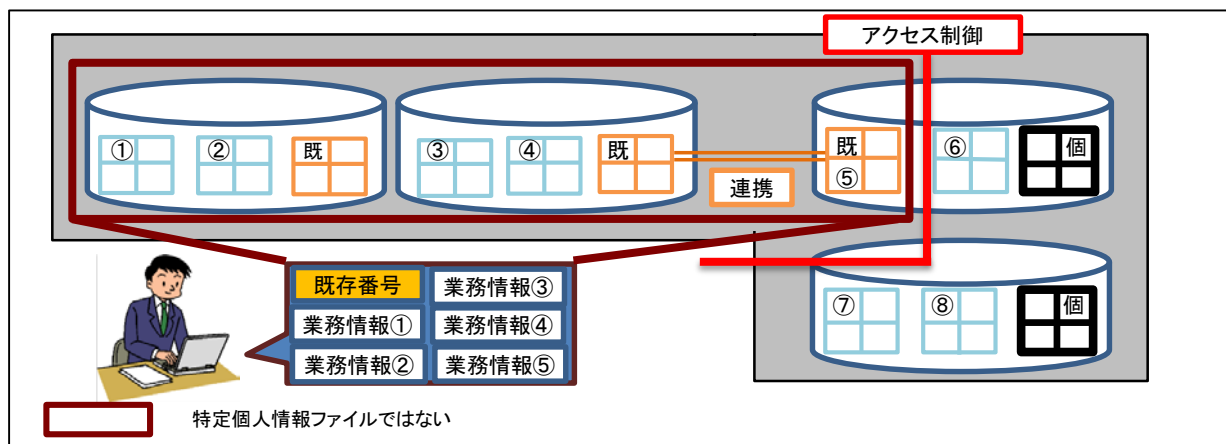 アクセス制御
① ② 既 ③ ④ 既 既 ⑥ 個
⑤
連携
既存番号 業務情報③
業務情報① 業務情報④
業務情報② 業務情報⑤
⑦ ⑧ 個
特定個人情報ファイルではない